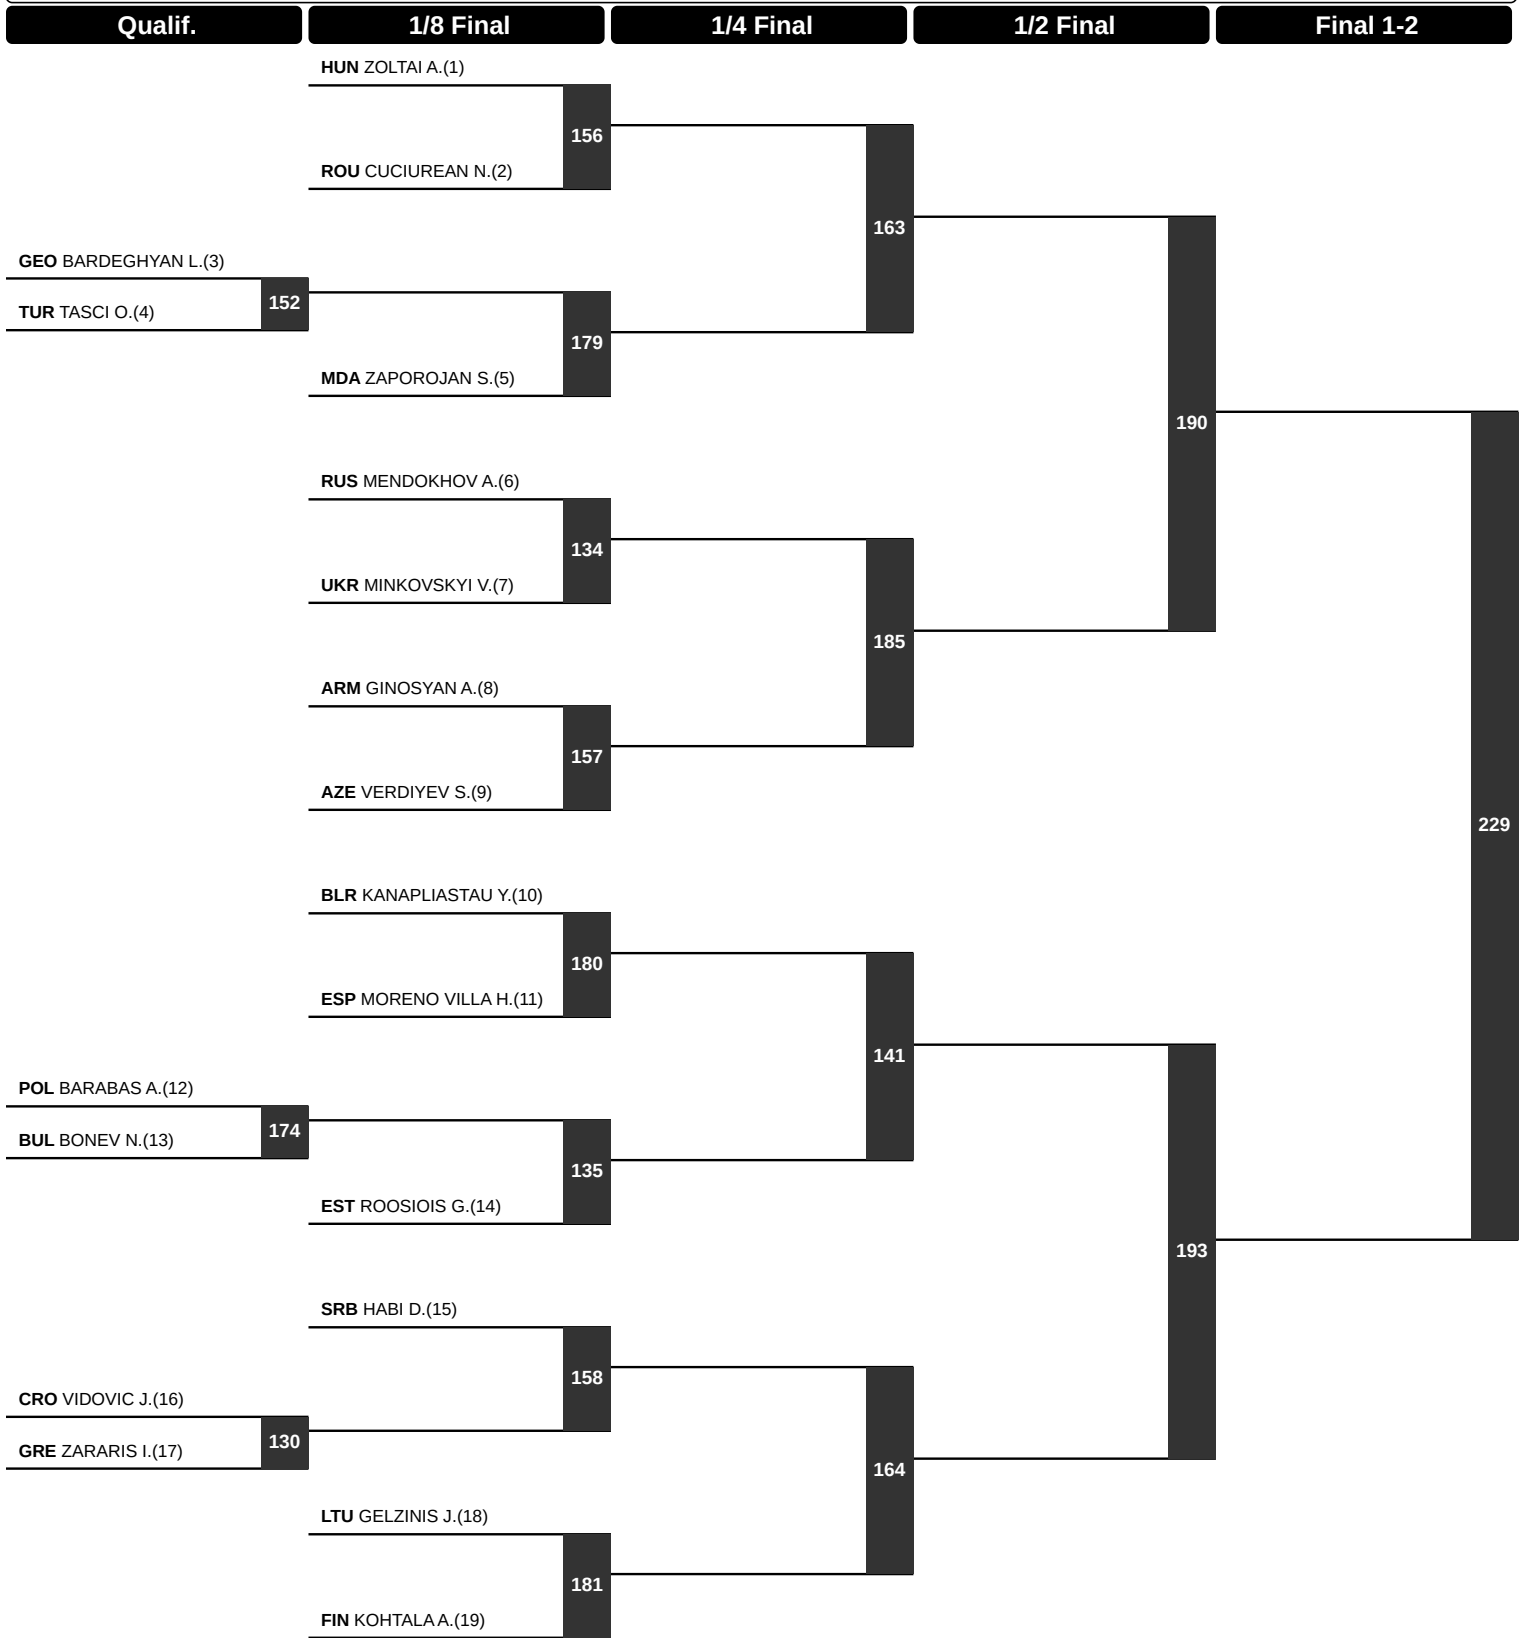 Qualif. 1/8 Final 1/4 Final 1/2 Final Final 1-2
HUN ZOLTAI A.(1)
156
ROU CUCIUREAN N.(2)
163
GEO BARDEGHYAN L.(3)
152
TUR TASCI O.(4)
179
MDA ZAPOROJAN S.(5)
190
RUS MENDOKHOV A.(6)
134
UKR MINKOVSKYI V.(7)
185
ARM GINOSYAN A.(8)
157
AZE VERDIYEV S.(9)
229
BLR KANAPLIASTAU Y.(10)
180
ESP MORENO VILLA H.(11)
141
POL BARABAS A.(12)
174
BUL BONEV N.(13)
135
EST ROOSIOIS G.(14)
193
SRB HABI D.(15)
158
CRO VIDOVIC J.(16)
130
GRE ZARARIS I.(17)
164
LTU GELZINIS J.(18)
181
FIN KOHTALA A.(19)